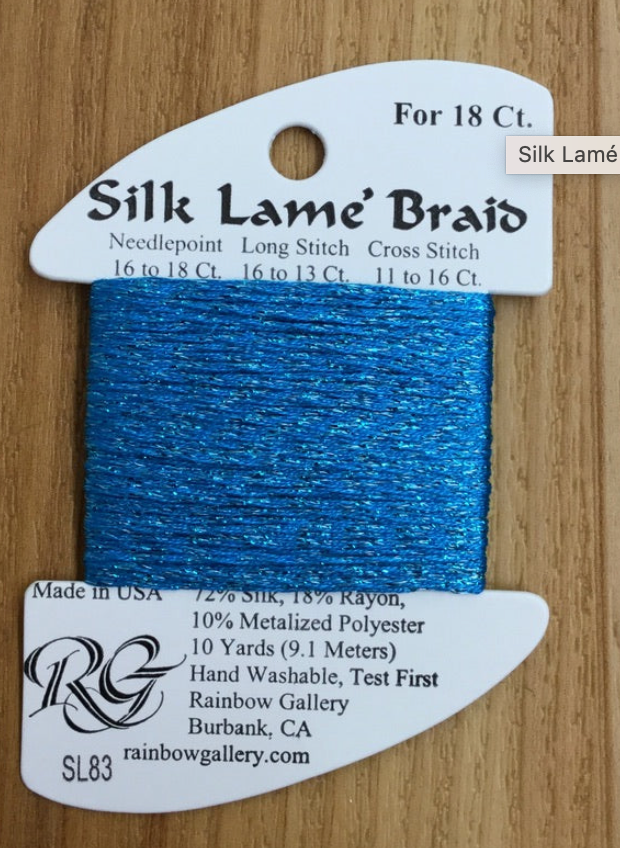 For 18 Ct.
Silk Lamé
Silk Lame' Braid
Needlepoint Long Stitch Cross Stitch
16 to 18 Ct. 16 to 13 Ct. 11 to 16 Ct.
Made in USA 72% Silk, 18% Rayon,
10% Metalized Polyester
10 Yards (9.1 Meters)
RG
Hand Washable, Test First
Rainbow Gallery
Burbank, CA
rainbowgallery.com
SL83